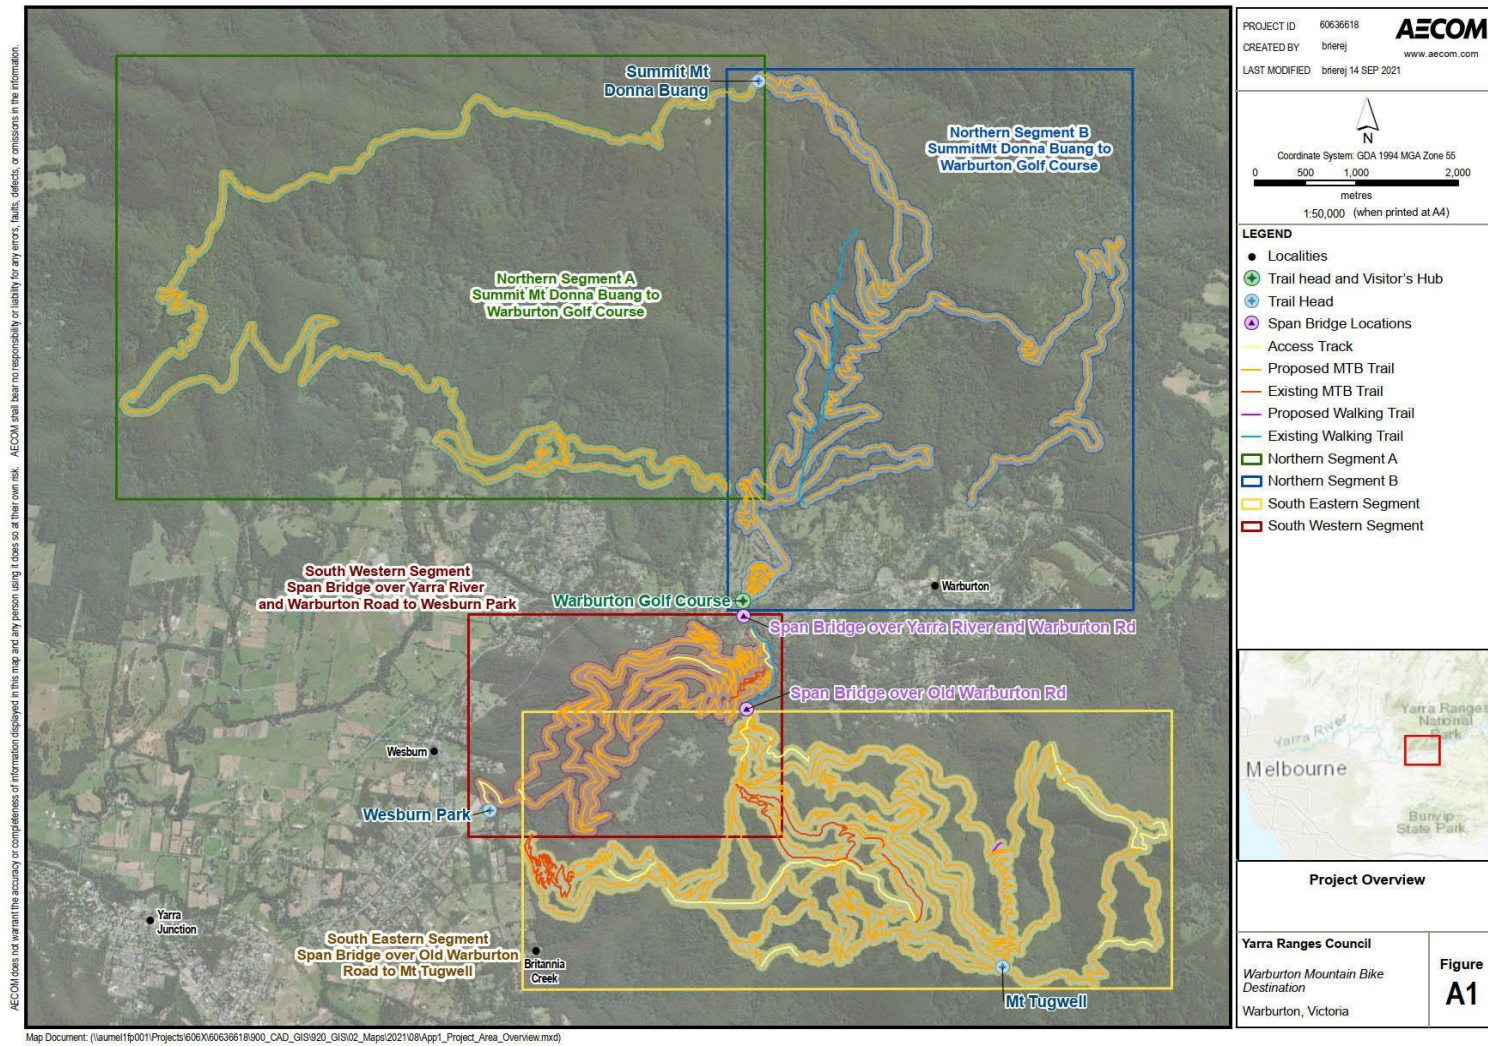 AECOM does not warrant the accuracy or completeness of information displayed in this map and any person using it does so at their own risk. AECOM shall bear no responsibility or liability for any errors, faults, defects, or omissions in the information.
Summit Mt
Donna Buang
Northern Segment B
SummitMt Donna Buang to
Warburton Golf Course
Northern Segment A
Summit Mt Donna Buang to
Warburton Golf Course
South Western Segment
Span Bridge over Yarra River
and Warburton Road to Wesburn Park
Warburton Golf Course
Warburton
Span Bridge over Yarra River and Warburton Rd
Span Bridge over Old Warburton Rd
Wesburn
Wesburn Park
Yarra
Junction
South Eastern Segment
Span Bridge over Old Warburton
Road to Mt Tugwell
Britannia
Creek
Mt Tugwell
PROJECT ID 60636618
CREATED BY brierej
LAST MODIFIED brierej 14 SEP 2021
AECOM
www.aecom.com
N
Coordinate System: GDA 1994 MGA Zone 55
0 500 1,000 2,000
metres
1:50,000 (when printed at A4)
LEGEND
Localities
Trail head and Visitor's Hub
Trail Head
Span Bridge Locations
Access Track
Proposed MTB Trail
Existing MTB Trail
Proposed Walking Trail
Existing Walking Trail
Northern Segment A
Northern Segment B
South Eastern Segment
South Western Segment
Yarra Ranges
National
Park
Yarra River
Melbourne
Bunyip
State Park
Project Overview
Yarra Ranges Council
Warburton Mountain Bike
Destination
Warburton, Victoria
Figure
A1
Map Document: (\\aumel1fp001\Projects\606X\60636618\900_CAD_GIS\920_GIS\02_Maps\2021\08\App1_Project_Area_Overview.mxd)